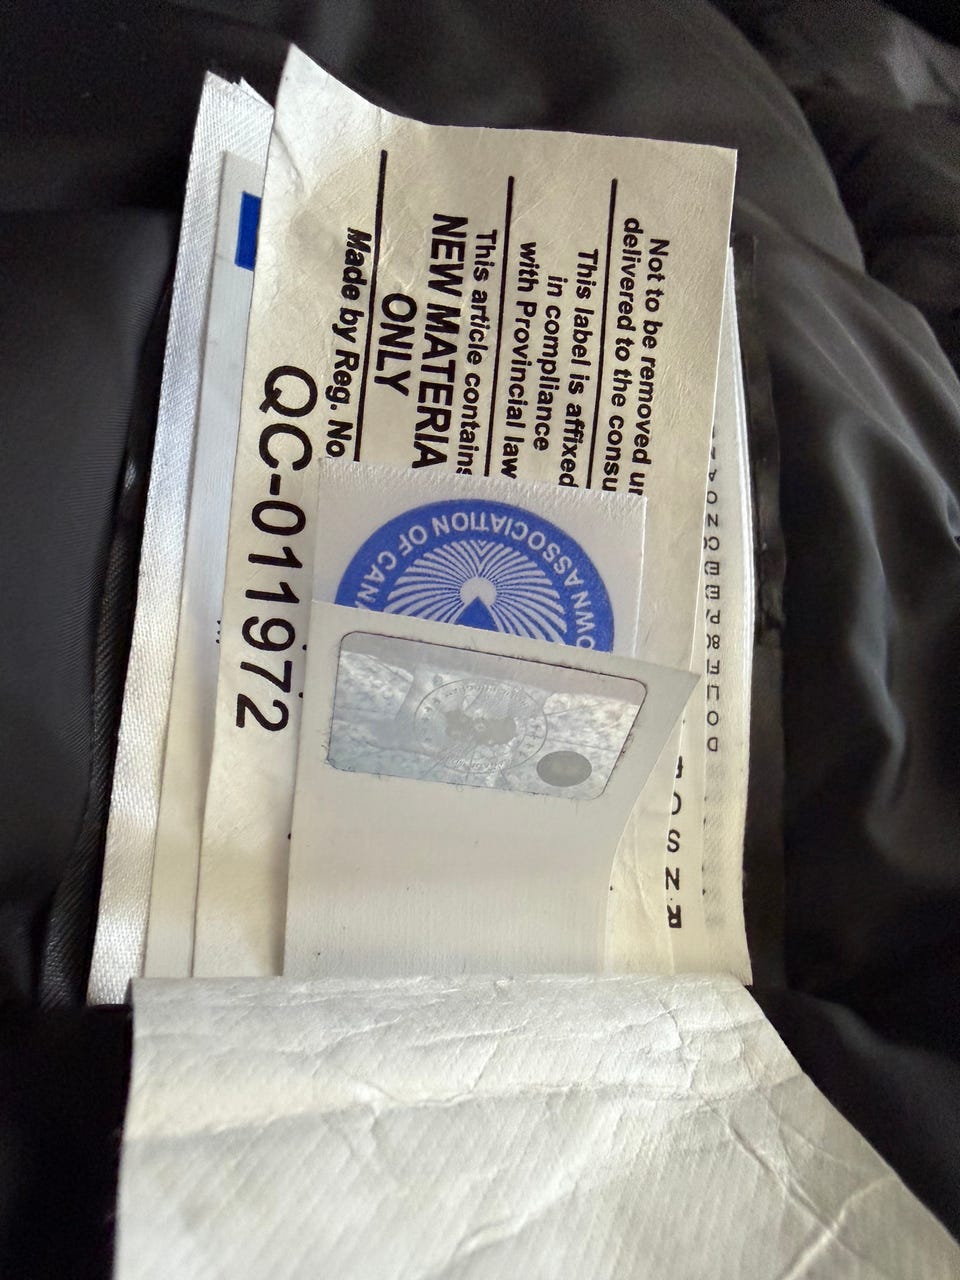 Not to be removed
delivered to the
This label is affixed
in compliance
with Provincial law
This article contains
NEW MATERIA
ONLY
Made by Reg. No
QC-011972
OWN ASSOCIATION OF CAN